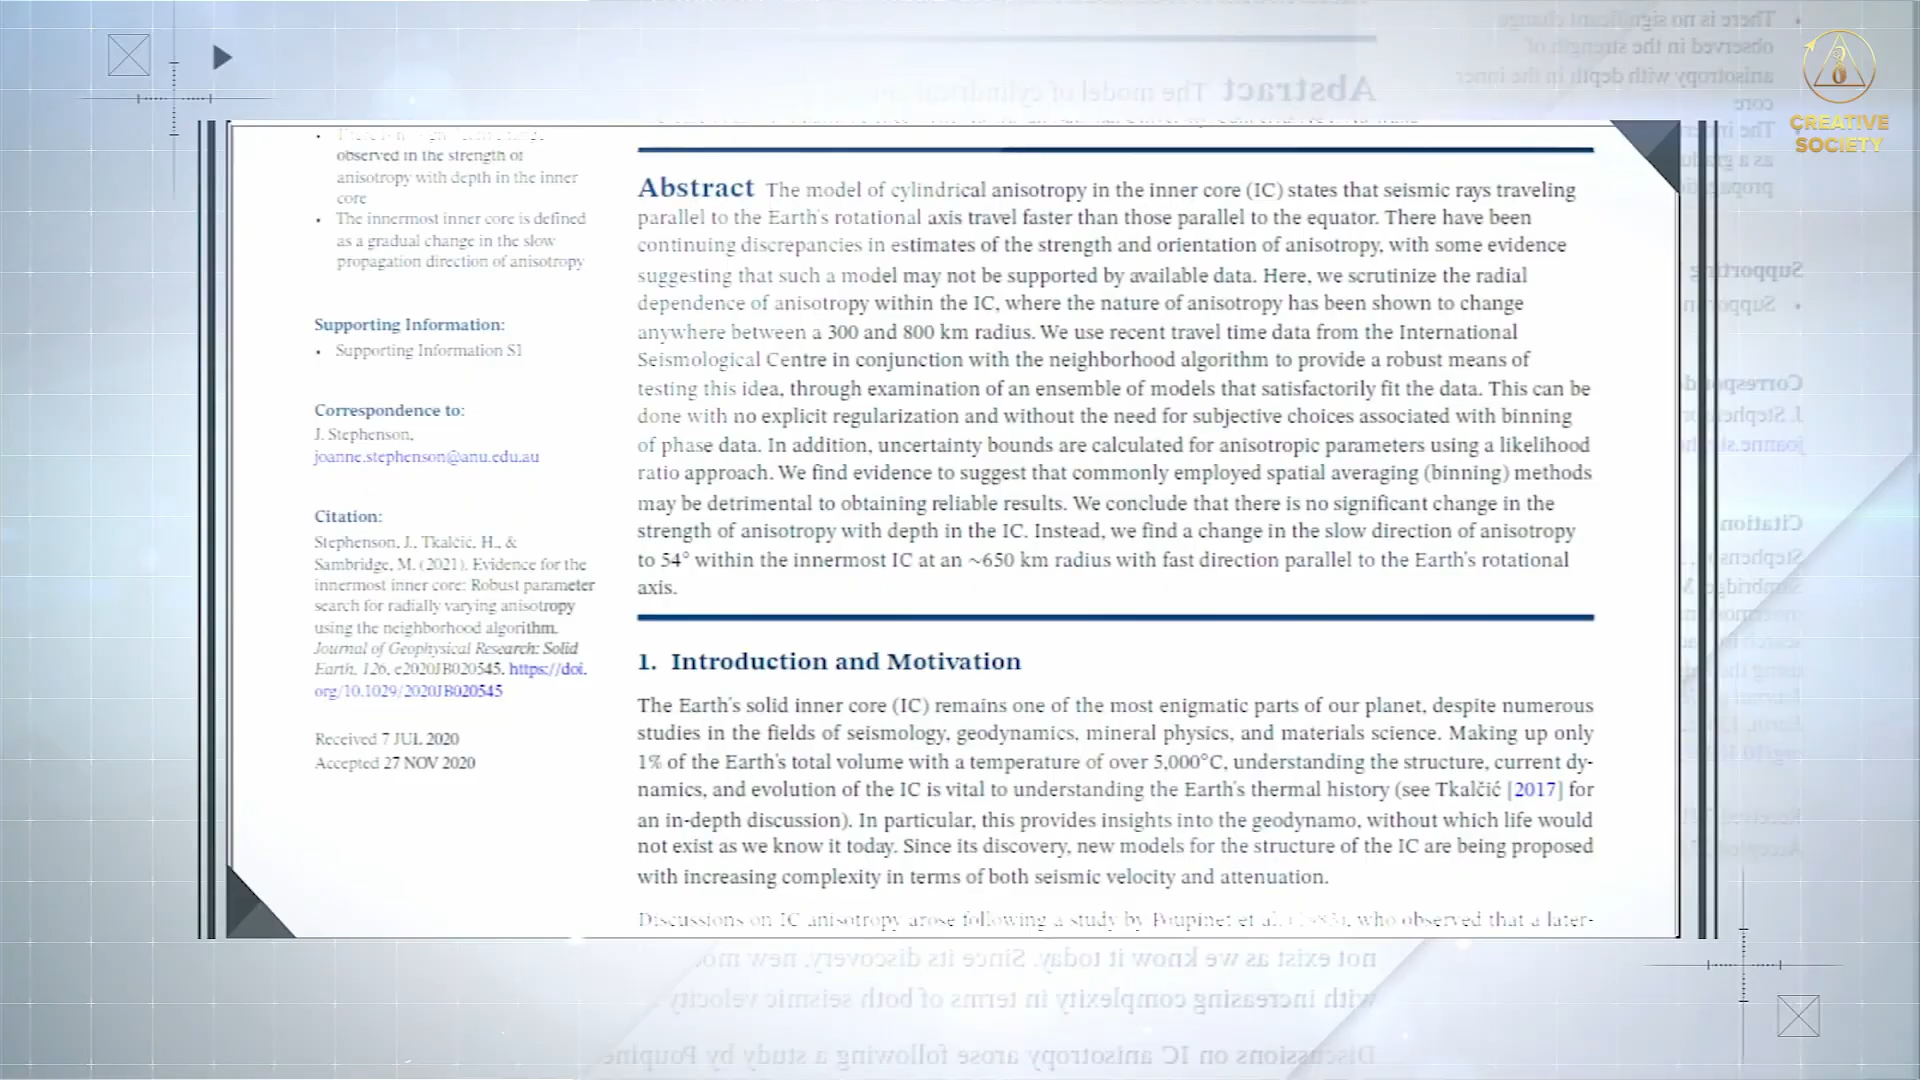 CREATIVE
SOCIETY
observed in the strength of
anisotropy with depth in the inner
core
• The innermost inner core is defined
as a gradual change in the slow
propagation direction of anisotropy
Supporting Information:
• Supporting Information S1
Correspondence to:
J. Stephenson,
joanne.stephenson@anu.edu.au
Citation:
Stephenson, J., Tkalčić, H., &
Sambridge, M. (2021). Evidence for the
innermost inner core: Robust parameter
search for radially varying anisotropy
using the neighborhood algorithm.
Journal of Geophysical Research: Solid
Earth, 126, e2020JB020545. https://doi.
org/10.1029/2020JB020545
Received 7 JUL 2020
Accepted 27 NOV 2020
Abstract The model of cylindrical anisotropy in the inner core (IC) states that seismic rays traveling
parallel to the Earth's rotational axis travel faster than those parallel to the equator. There have been
continuing discrepancies in estimates of the strength and orientation of anisotropy, with some evidence
suggesting that such a model may not be supported by available data. Here, we scrutinize the radial
dependence of anisotropy within the IC, where the nature of anisotropy has been shown to change
anywhere between a 300 and 800 km radius. We use recent travel time data from the International
Seismological Centre in conjunction with the neighborhood algorithm to provide a robust means of
testing this idea, through examination of an ensemble of models that satisfactorily fit the data. This can be
done with no explicit regularization and without the need for subjective choices associated with binning
of phase data. In addition, uncertainty bounds are calculated for anisotropic parameters using a likelihood
ratio approach. We find evidence to suggest that commonly employed spatial averaging (binning) methods
may be detrimental to obtaining reliable results. We conclude that there is no significant change in the
strength of anisotropy with depth in the IC. Instead, we find a change in the slow direction of anisotropy
to 54° within the innermost IC at an ~650 km radius with fast direction parallel to the Earth's rotational
axis.
1. Introduction and Motivation
The Earth's solid inner core (IC) remains one of the most enigmatic parts of our planet, despite numerous
studies in the fields of seismology, geodynamics, mineral physics, and materials science. Making up only
1% of the Earth's total volume with a temperature of over 5,000°C, understanding the structure, current dy-
namics, and evolution of the IC is vital to understanding the Earth's thermal history (see Tkalčić [2017] for
an in-depth discussion). In particular, this provides insights into the geodynamo, without which life would
not exist as we know it today. Since its discovery, new models for the structure of the IC are being proposed
with increasing complexity in terms of both seismic velocity and attenuation.
Discussions on IC anisotropy arose following a study by Poupinet et al. who observed that a later-